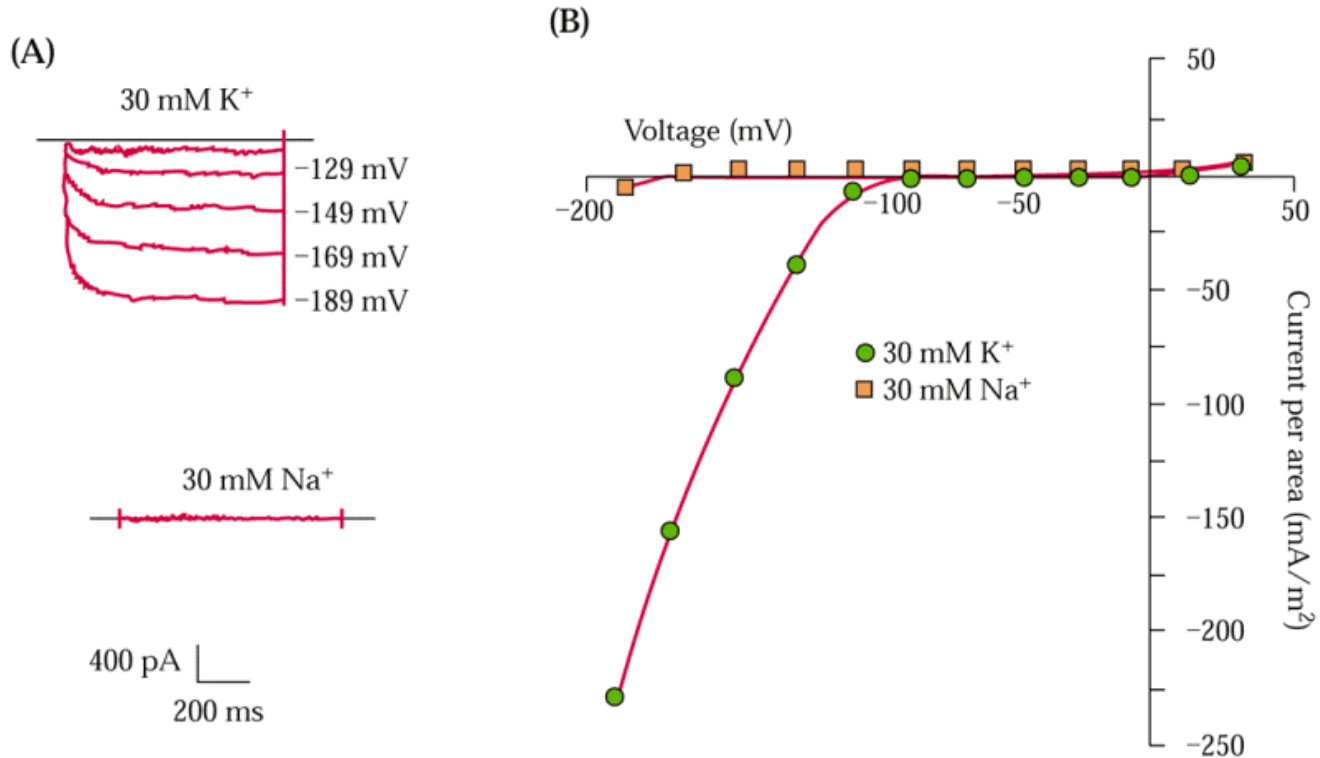 (A)
30 mM K⁺
−129 mV
−149 mV
−169 mV
−189 mV
30 mM Na⁺
400 pA
200 ms
(B)
50
Voltage (mV)
−200
−100
−50
50
−50
30 mM K⁺
30 mM Na⁺
−100
−150
−200
−250
Current per area (mA/m²)